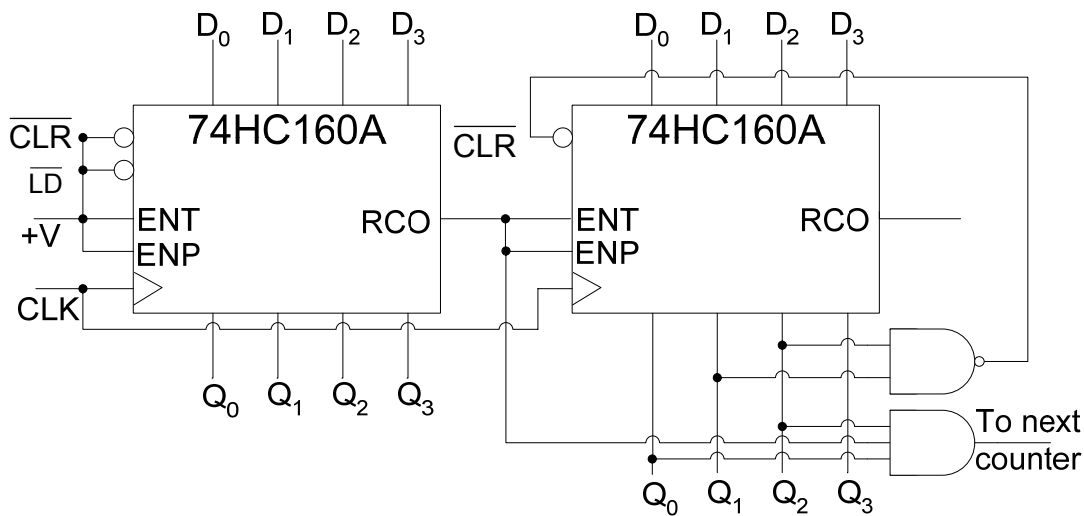 D₀ D₁ D₂ D₃
D₀ D₁ D₂ D₃
CLR
74HC160A
CLR
74HC160A
LD
ENT
RCO
ENT
RCO
+V
ENP
ENP
CLK
Q₀ Q₁ Q₂ Q₃
To next
counter
Q₀ Q₁ Q₂ Q₃